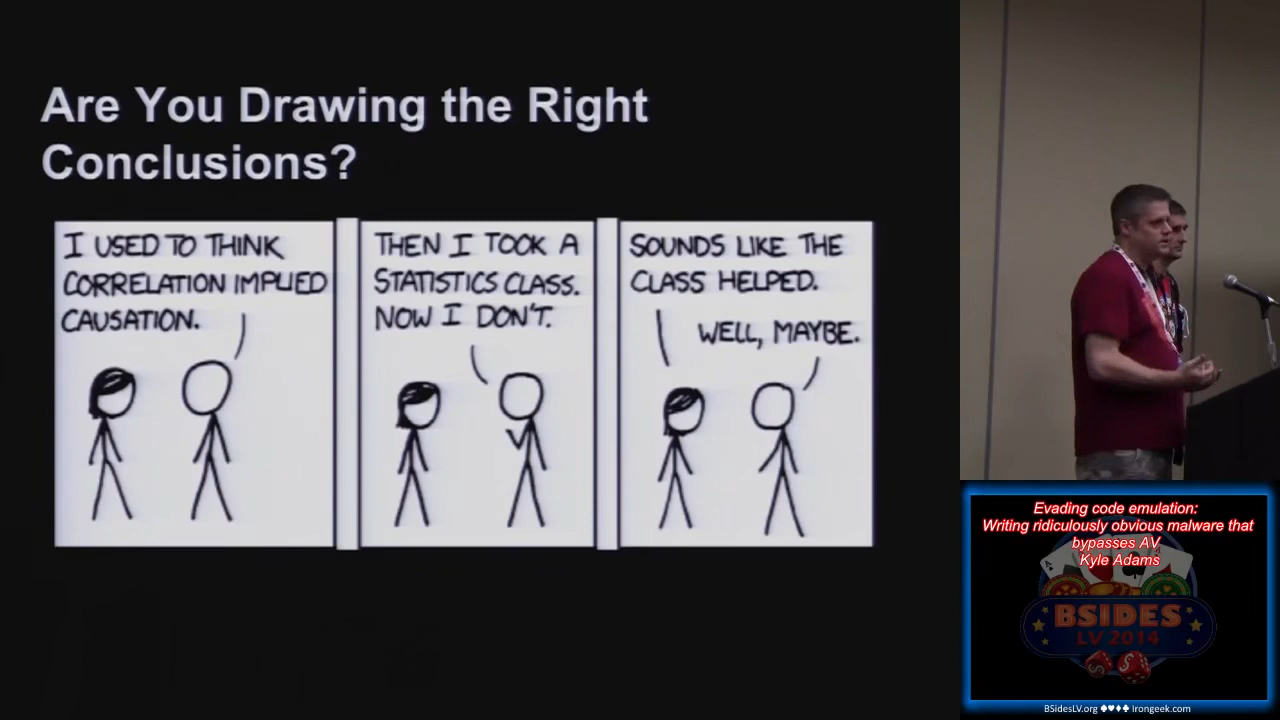 Are You Drawing the Right
Conclusions?
I USED TO THINK
CORRELATION IMPLIED
CAUSATION.
THEN I TOOK A
STATISTICS CLASS.
NOW I DON'T.
SOUNDS LIKE THE
CLASS HELPED.
WELL, MAYBE.
Evading code emulation:
Writing ridiculously obvious malware that
bypasses AV
Kyle Adams
BSIDES
LV 2014
BSidesLV.org ♠♥♦♣ Irongeek.com